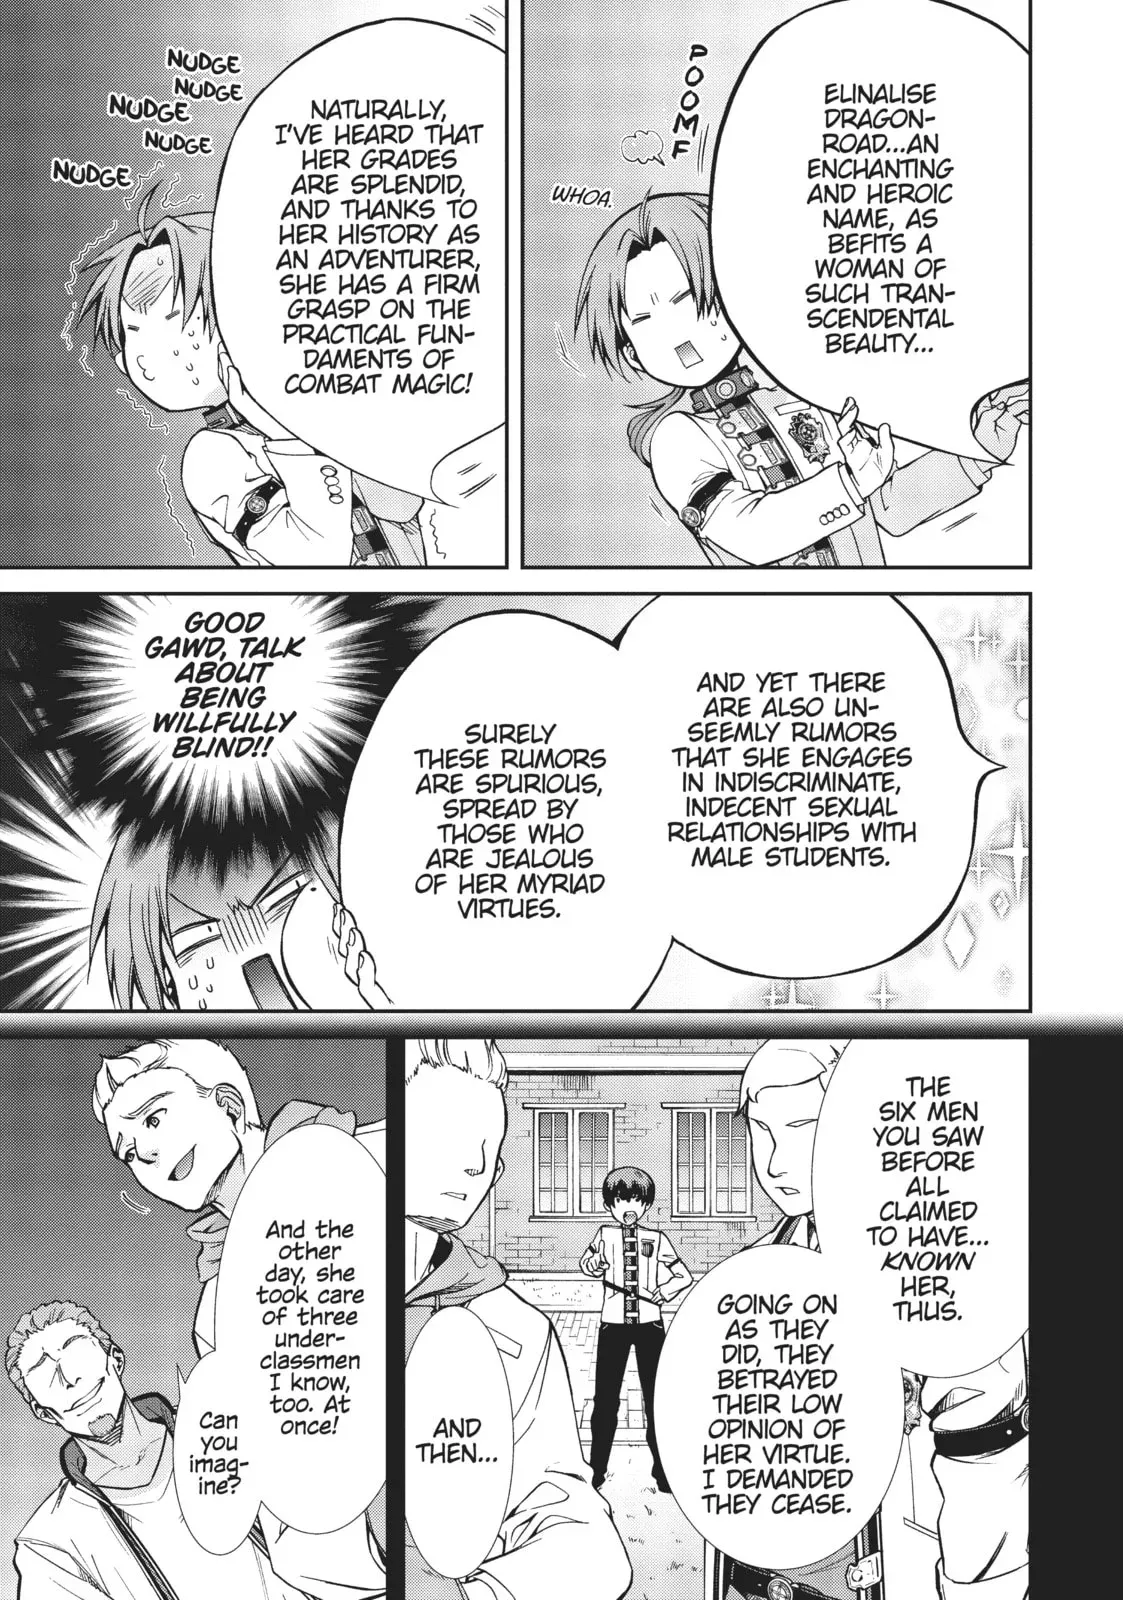 POOMF
WHOA.
ELINALISE
DRAGON-
ROAD...AN
ENCHANTING
AND HEROIC
NAME, AS
BEFITS A
WOMAN OF
SUCH TRAN-
SCENDENTAL
BEAUTY...
NATURALLY,
I'VE HEARD THAT
HER GRADES
ARE SPLENDID,
AND THANKS TO
HER HISTORY AS
AN ADVENTURER,
SHE HAS A FIRM
GRASP ON THE
PRACTICAL FUN-
DAMENTS OF
COMBAT MAGIC!
NUDGE
NUDGE
NUDGE
NUDGE
NUDGE
AND YET THERE
ARE ALSO UN-
SEEMLY RUMORS
THAT SHE ENGAGES
IN INDISCRIMINATE,
INDECENT SEXUAL
RELATIONSHIPS WITH
MALE STUDENTS.
SURELY
THESE RUMORS
ARE SPURIOUS,
SPREAD BY
THOSE WHO
ARE JEALOUS
OF HER MYRIAD
VIRTUES.
GOOD
GAWD, TALK
ABOUT
BEING
WILLFULLY
BLIND!!
THE
SIX MEN
YOU SAW
BEFORE
ALL
CLAIMED
TO HAVE...
KNOWN
HER,
THUS.
GOING ON
AS THEY
DID, THEY
BETRAYED
THEIR LOW
OPINION OF
HER VIRTUE.
I DEMANDED
THEY CEASE.
AND
THEN...
And the
other
day, she
took care
of three
under-
classmen
I know,
too. At
once!
Can
you
imag-
ine?